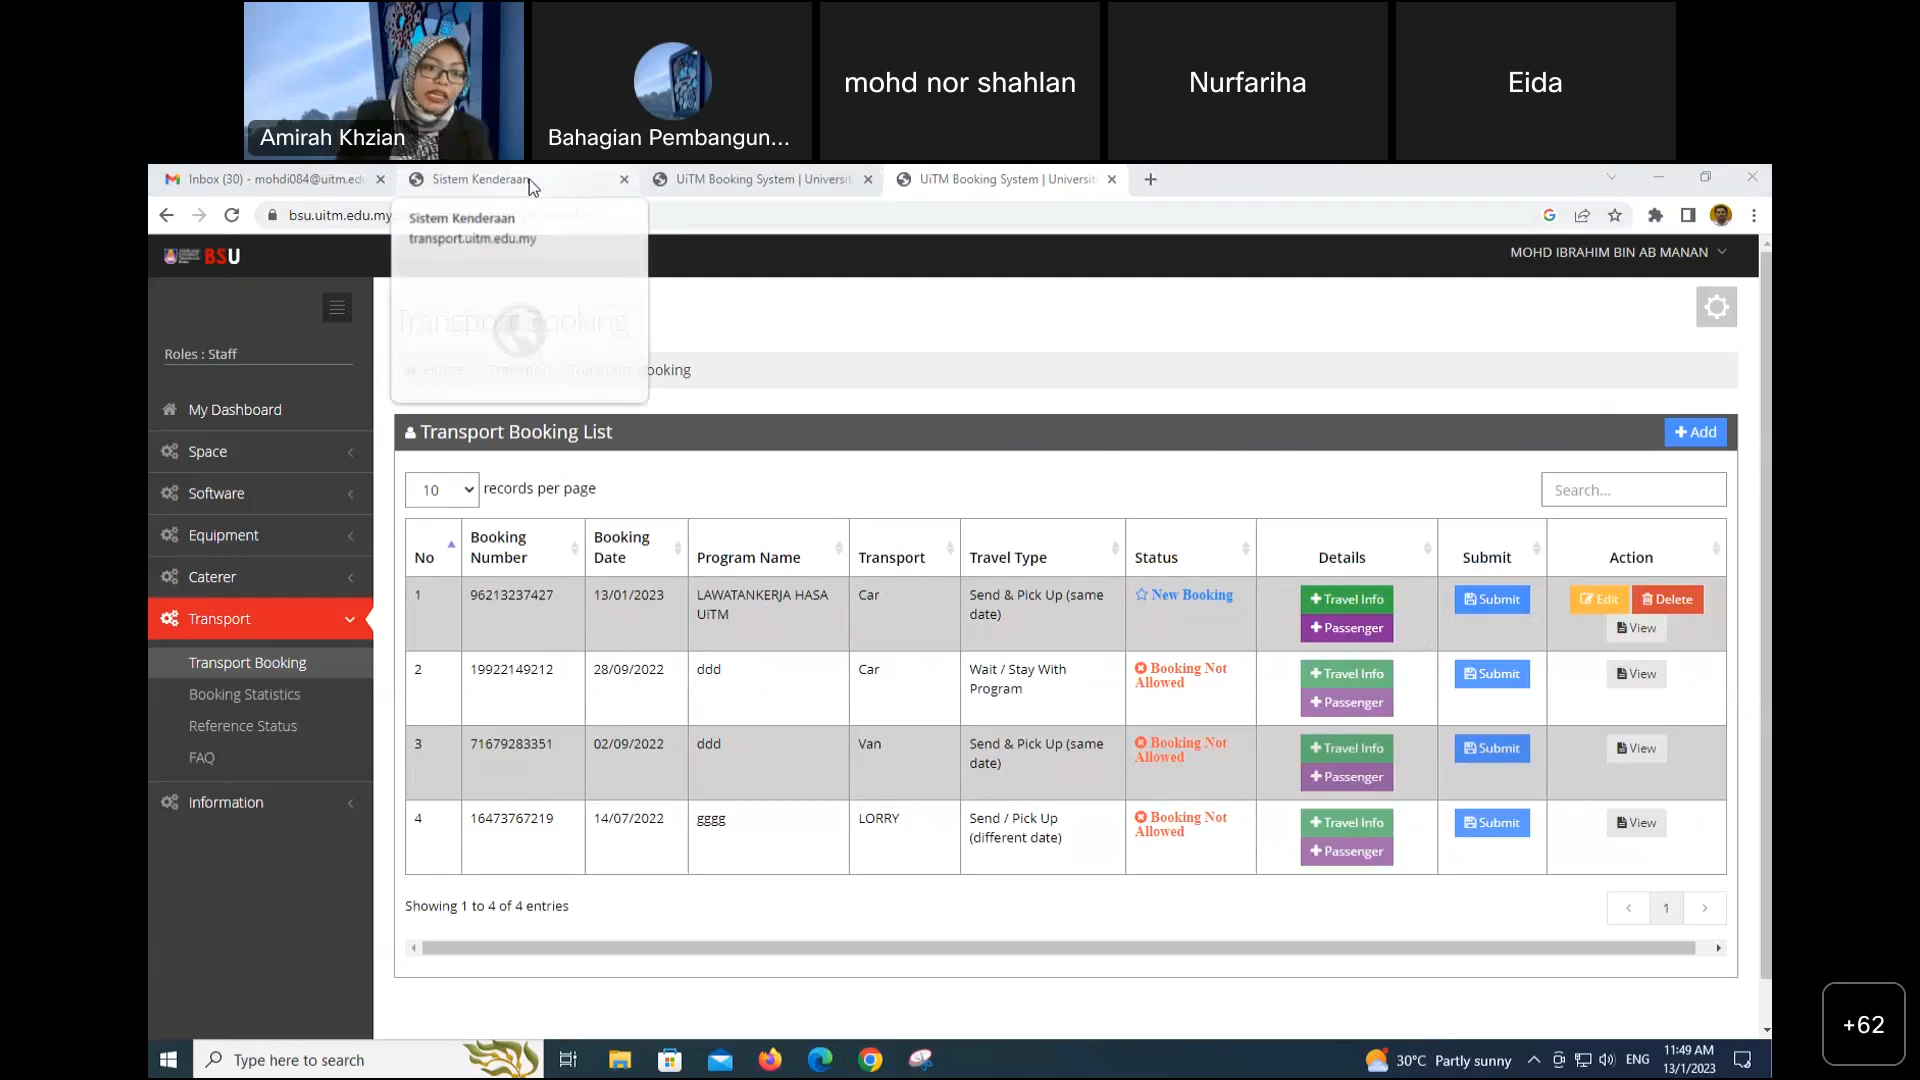 Amirah Khzian
Bahagian Pembangun...
mohd nor shahlan
Nurfariha
Eida
Inbox (30) - mohdi084@uitm.ed
Sistem Kenderaan
UiTM Booking System | Universit
UiTM Booking System | Universit
bsu.uitm.edu.my
Sistem Kenderaan
transport.uitm.edu.my
BSU
MOHD IBRAHIM BIN AB MANAN
Transport Booking
Roles : Staff
Home Transport Transport Booking
My Dashboard
Space
Software
Equipment
Caterer
Transport
Transport Booking
Booking Statistics
Reference Status
FAQ
Information
Transport Booking List
Add
10 records per page
Search...
No Booking Number Booking Date Program Name Transport Travel Type Status Details Submit Action
1 96213237427 13/01/2023 LAWATANKERJA HASA Car Send & Pick Up (same New Booking Travel Info Submit Edit Delete
UiTM date) Passenger View
2 19922149212 28/09/2022 ddd Car Wait / Stay With Booking Not Travel Info Submit View
Program Allowed Passenger
3 71679283351 02/09/2022 ddd Van Send & Pick Up (same Booking Not Travel Info Submit View
date) Allowed Passenger
4 16473767219 14/07/2022 gggg LORRY Send / Pick Up Booking Not Travel Info Submit View
(different date) Allowed Passenger
Showing 1 to 4 of 4 entries
1
+62
Type here to search
30°C Partly sunny
ENG
11:49 AM
13/1/2023